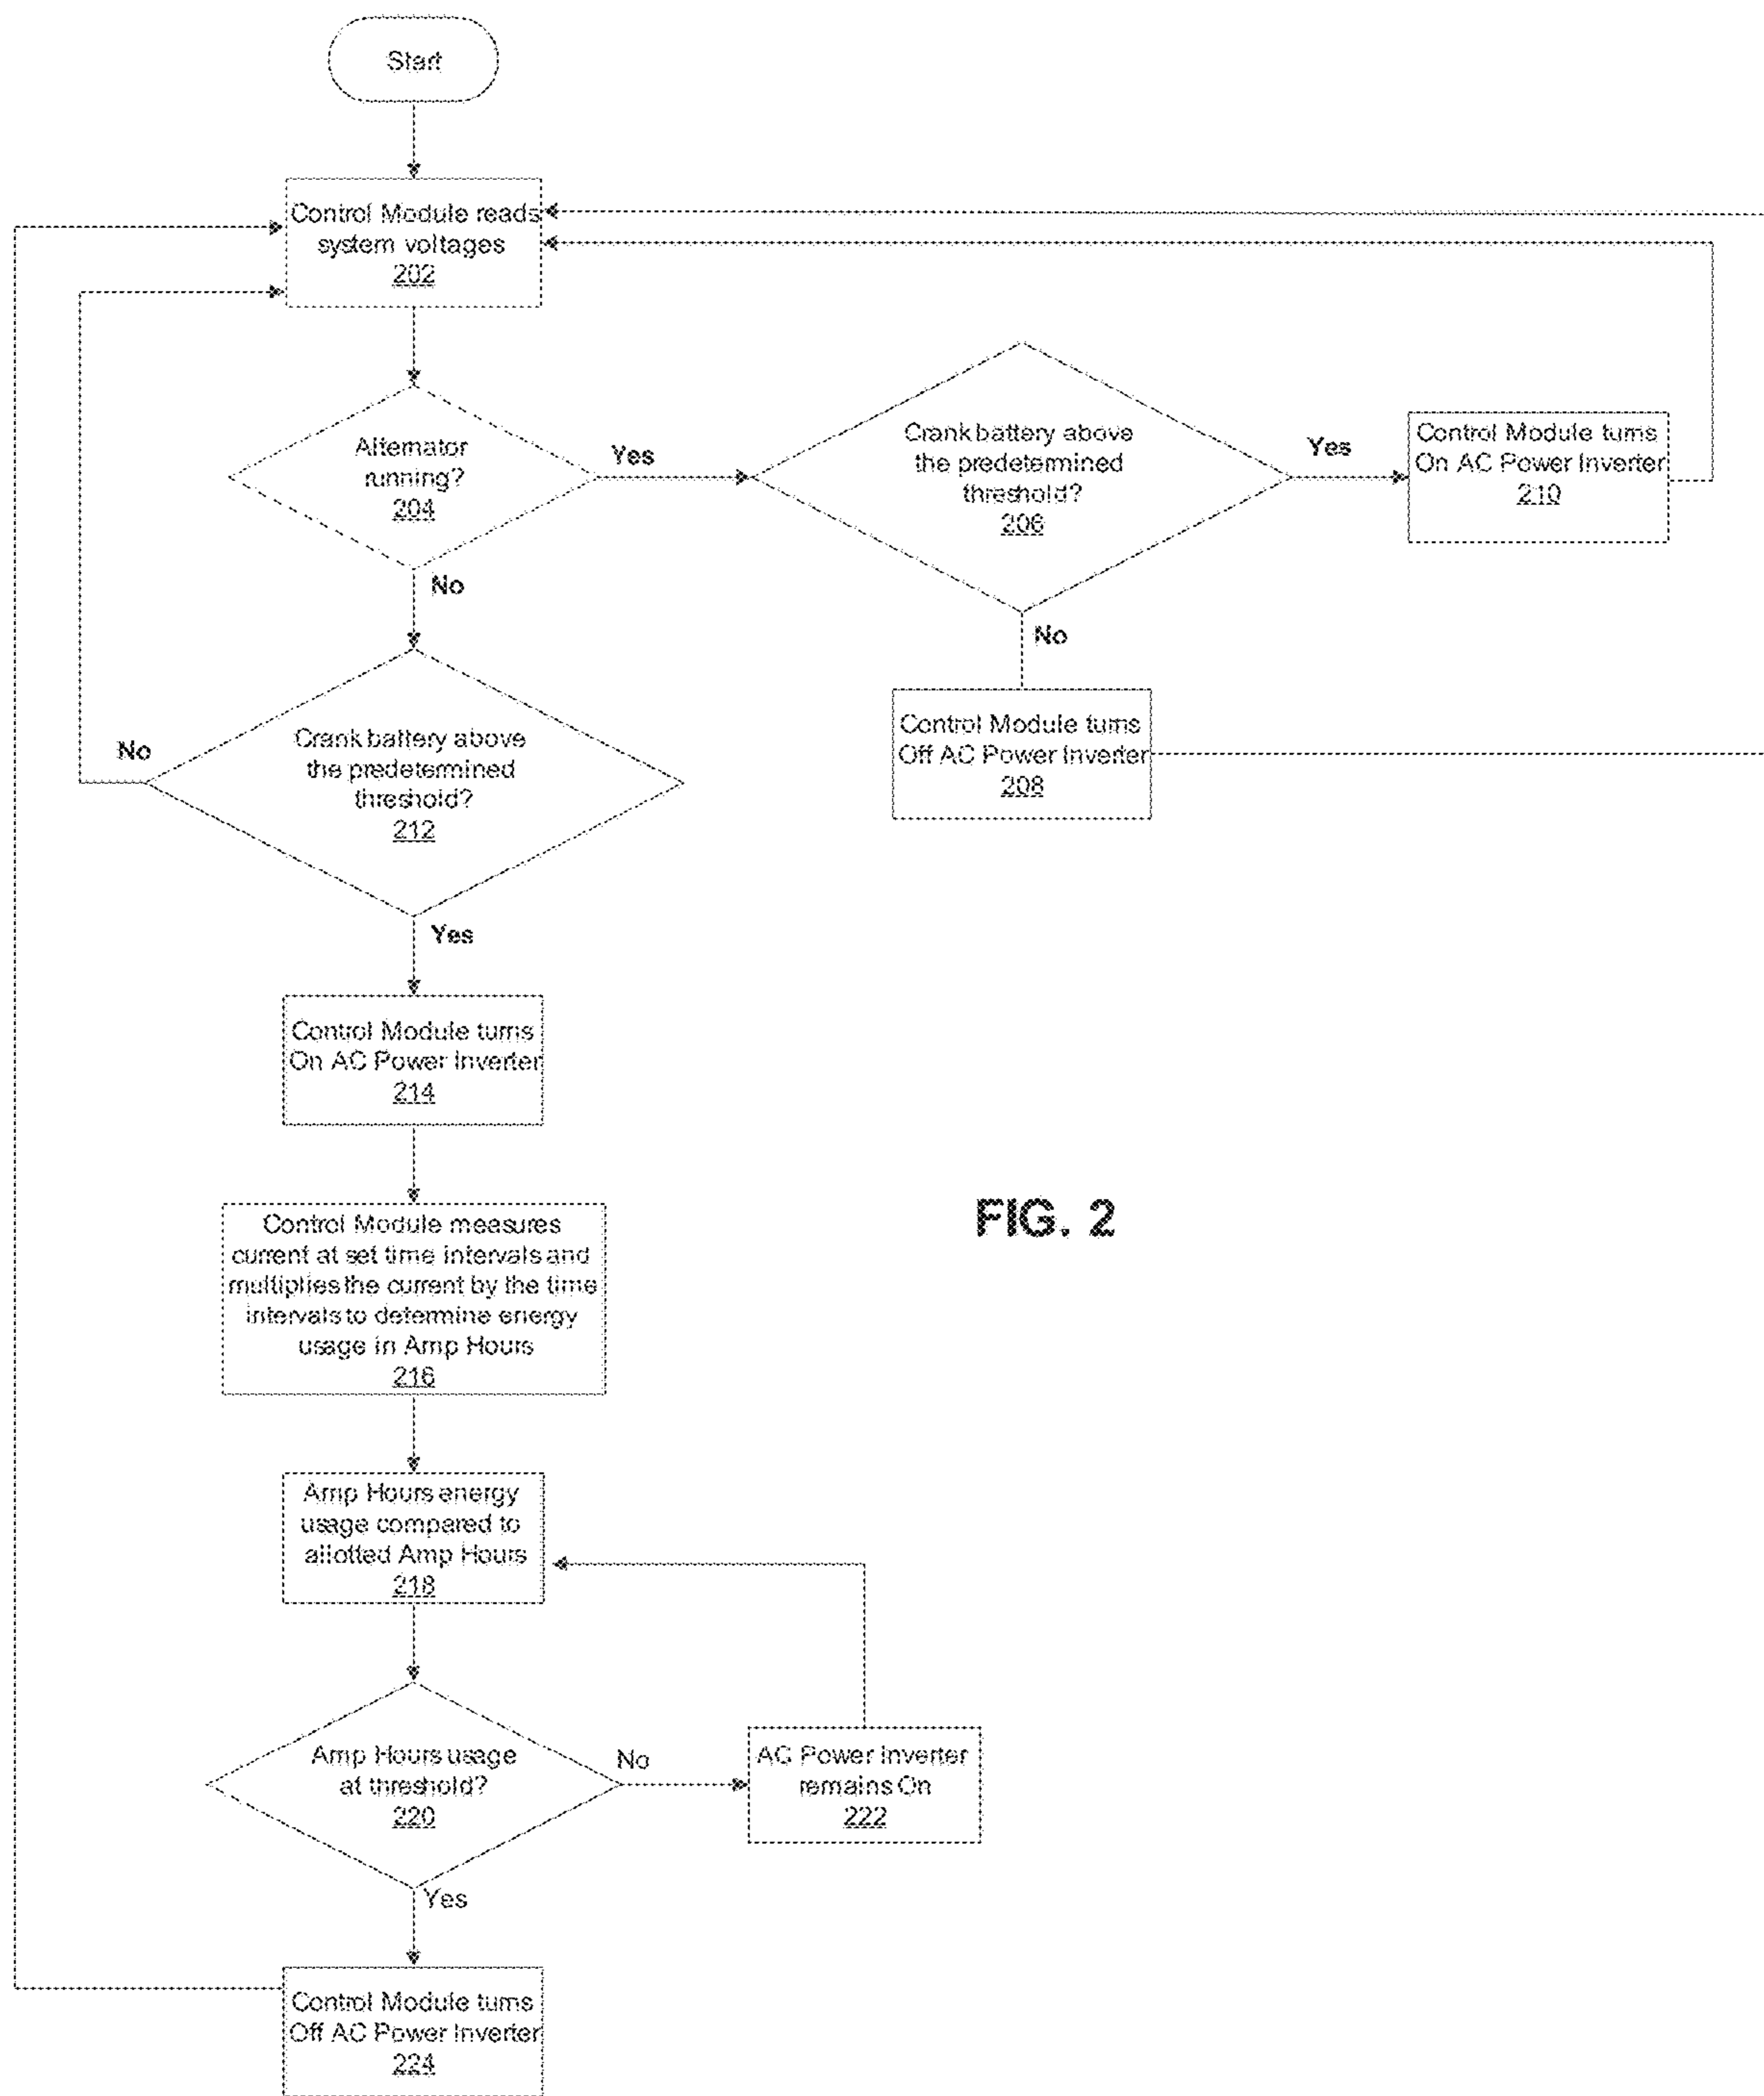 Start
Control Module reads
system voltages
202
Alternator
running?
204
Yes
No
Crank battery above
the predetermined
threshold?
206
Yes
No
Control Module turns
On AC Power Inverter
210
Control Module turns
Off AC Power Inverter
208
Crank battery above
the predetermined
threshold?
212
No
Yes
Control Module turns
On AC Power Inverter
214
Control Module measures
current at set time intervals and
multiplies the current by the time
intervals to determine energy
usage in Amp Hours
216
FIG. 2
Amp Hours energy
usage compared to
allotted Amp Hours
218
Amp Hours usage
at threshold?
220
No
Yes
AC Power Inverter
remains On
222
Control Module turns
Off AC Power Inverter
224